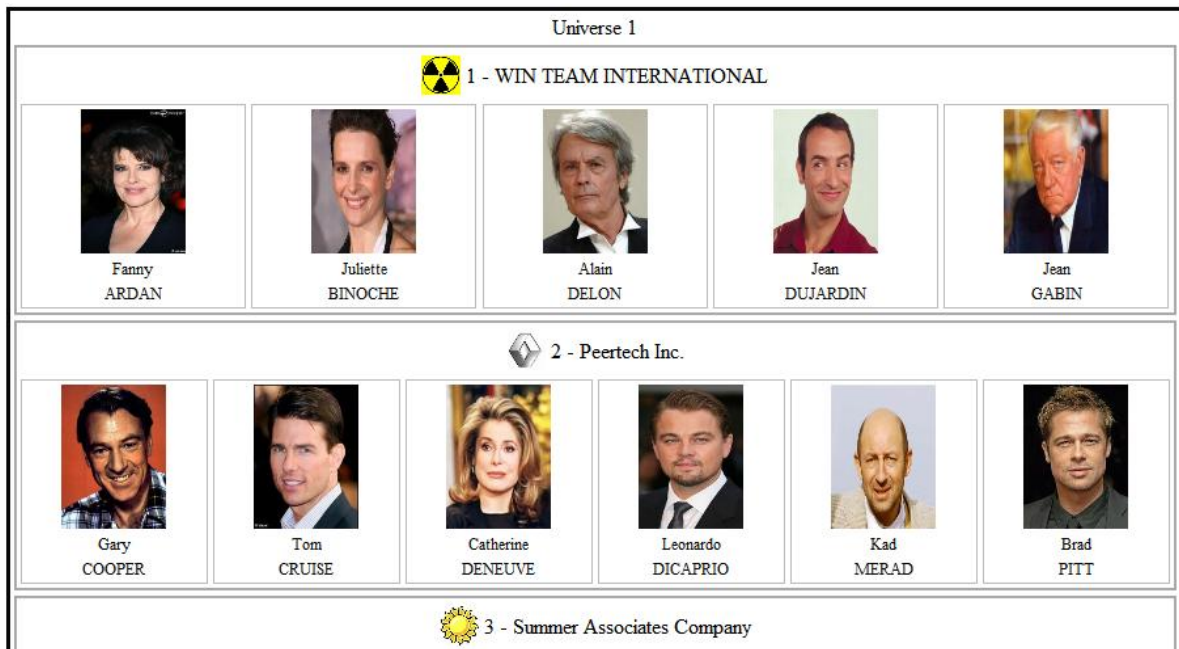 Universe 1
1 - WIN TEAM INTERNATIONAL
Fanny
ARDAN
Juliette
BINOCHE
Alain
DELON
Jean
DUJARDIN
Jean
GABIN
2 - Peertech Inc.
Gary
COOPER
Tom
CRUISE
Catherine
DENEUVE
Leonardo
DICAPRIO
Kad
MERAD
Brad
PITT
3 - Summer Associates Company